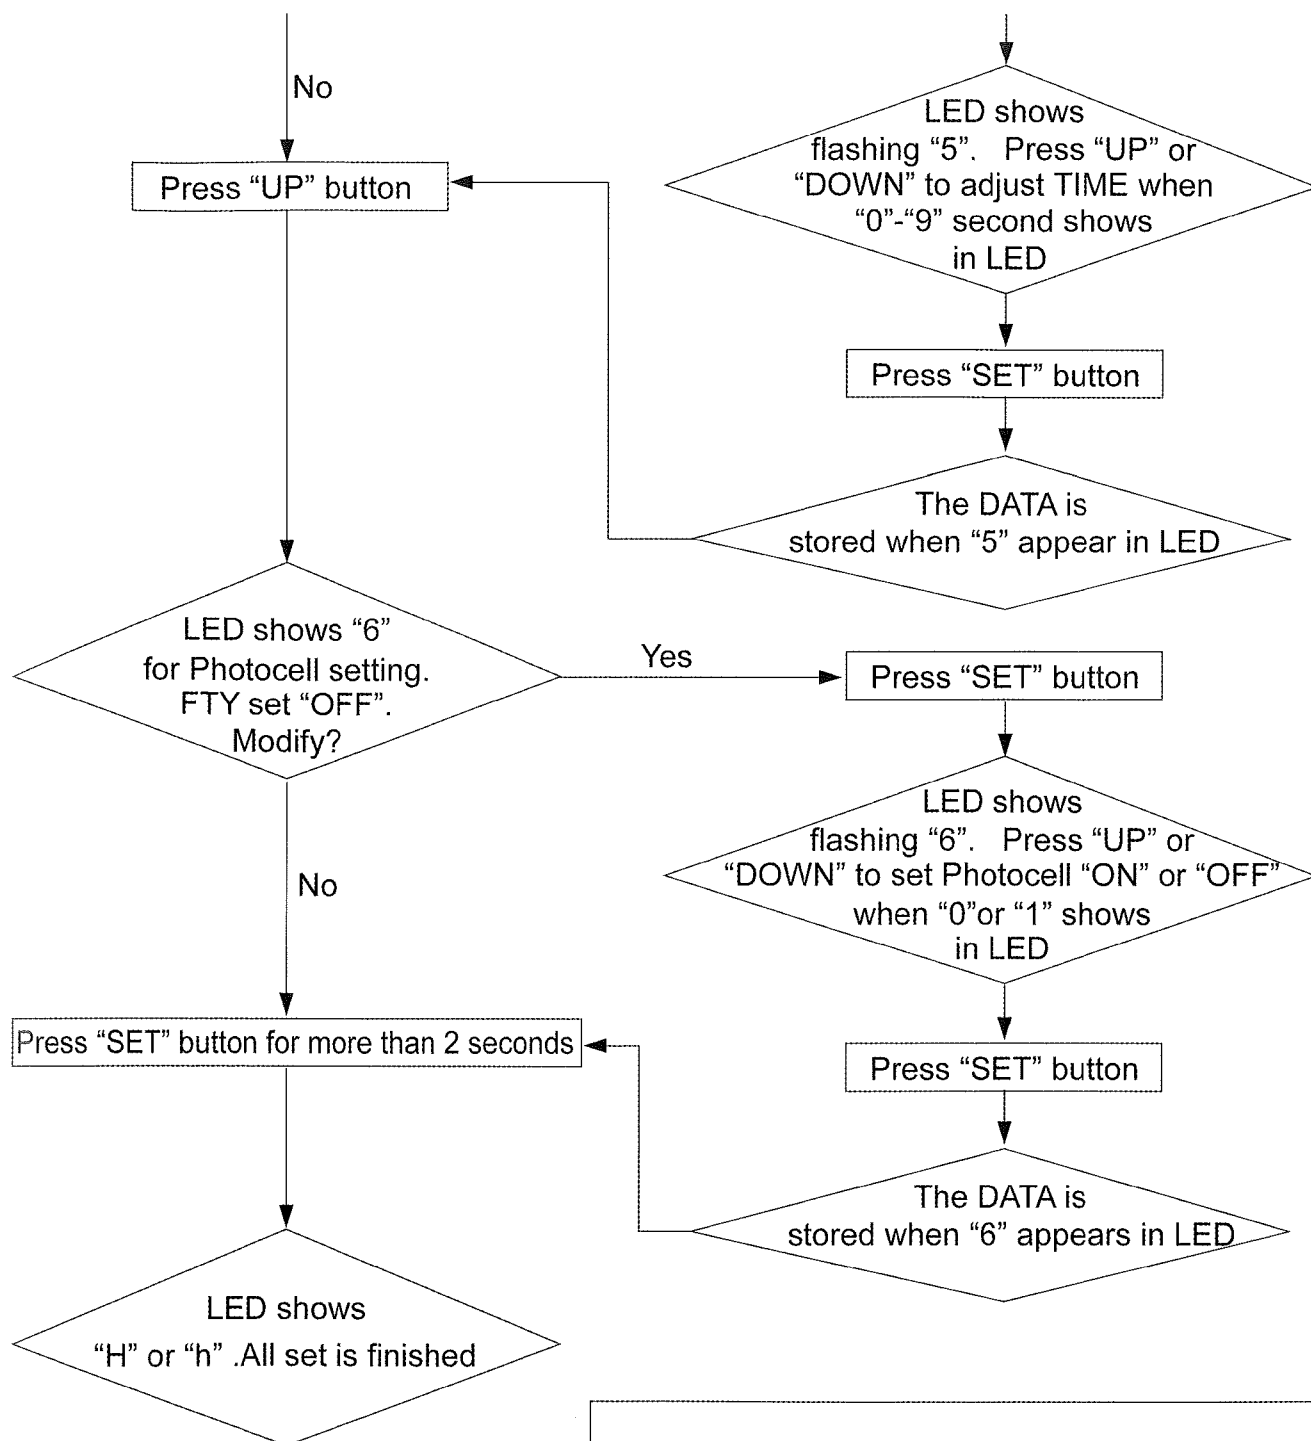 No
Press “UP” button
LED shows
flashing “5”. Press “UP” or
“DOWN” to adjust TIME when
“0”-“9” second shows
in LED
Press “SET” button
The DATA is
stored when “5” appear in LED
LED shows “6”
for Photocell setting.
FTY set “OFF”.
Modify?
Yes
Press “SET” button
LED shows
flashing “6”. Press “UP” or
“DOWN” to set Photocell “ON” or “OFF”
when “0”or “1” shows
in LED
No
Press “SET” button for more than 2 seconds
Press “SET” button
The DATA is
stored when “6” appears in LED
LED shows
“H” or “h” .All set is finished